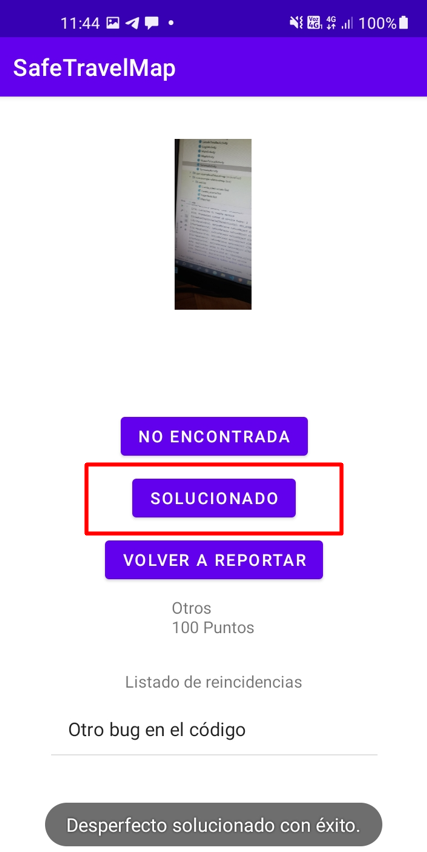 11:44
100%
SafeTravelMap
NO ENCONTRADA
SOLUCIONADO
VOLVER A REPORTAR
Otros
100 Puntos
Listado de reincidencias
Otro bug en el código
Desperfecto solucionado con éxito.